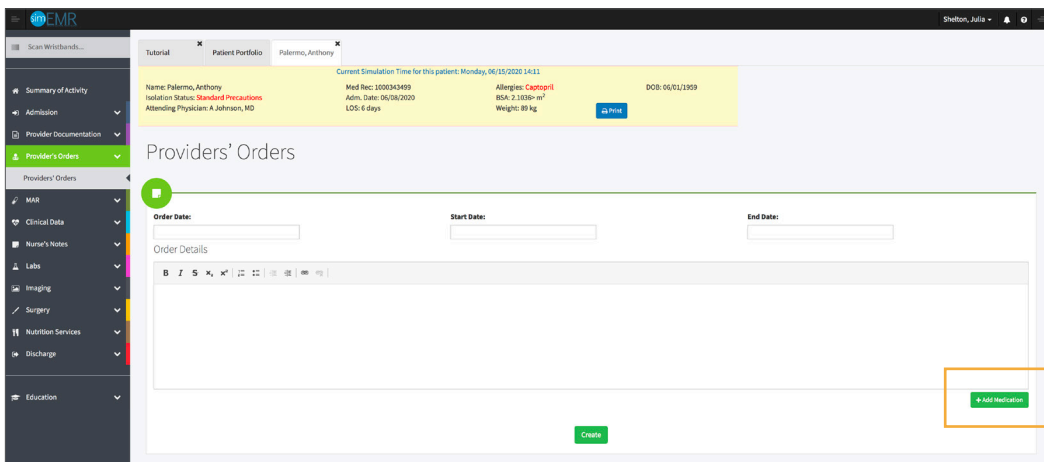 simEMR
Shelton, Julia
Scan Wristbands...
Tutorial
Patient Portfolio
Palermo, Anthony
Current Simulation Time for this patient: Monday, 06/15/2020 14:11
Name: Palermo, Anthony
Med Rec: 1000343499
Allergies: Captopril
DOB: 06/01/1959
Isolation Status: Standard Precautions
Adm. Date: 06/08/2020
BSA: 2.1036> m²
Attending Physician: A Johnson, MD
LOS: 6 days
Weight: 89 kg
Print
Summary of Activity
Admission
Provider Documentation
Provider's Orders
Providers' Orders
MAR
Clinical Data
Nurse's Notes
Labs
Imaging
Surgery
Nutrition Services
Discharge
Education
Providers' Orders
Order Date:
Start Date:
End Date:
Order Details
B I S x₂ x²
+ Add Medication
Create